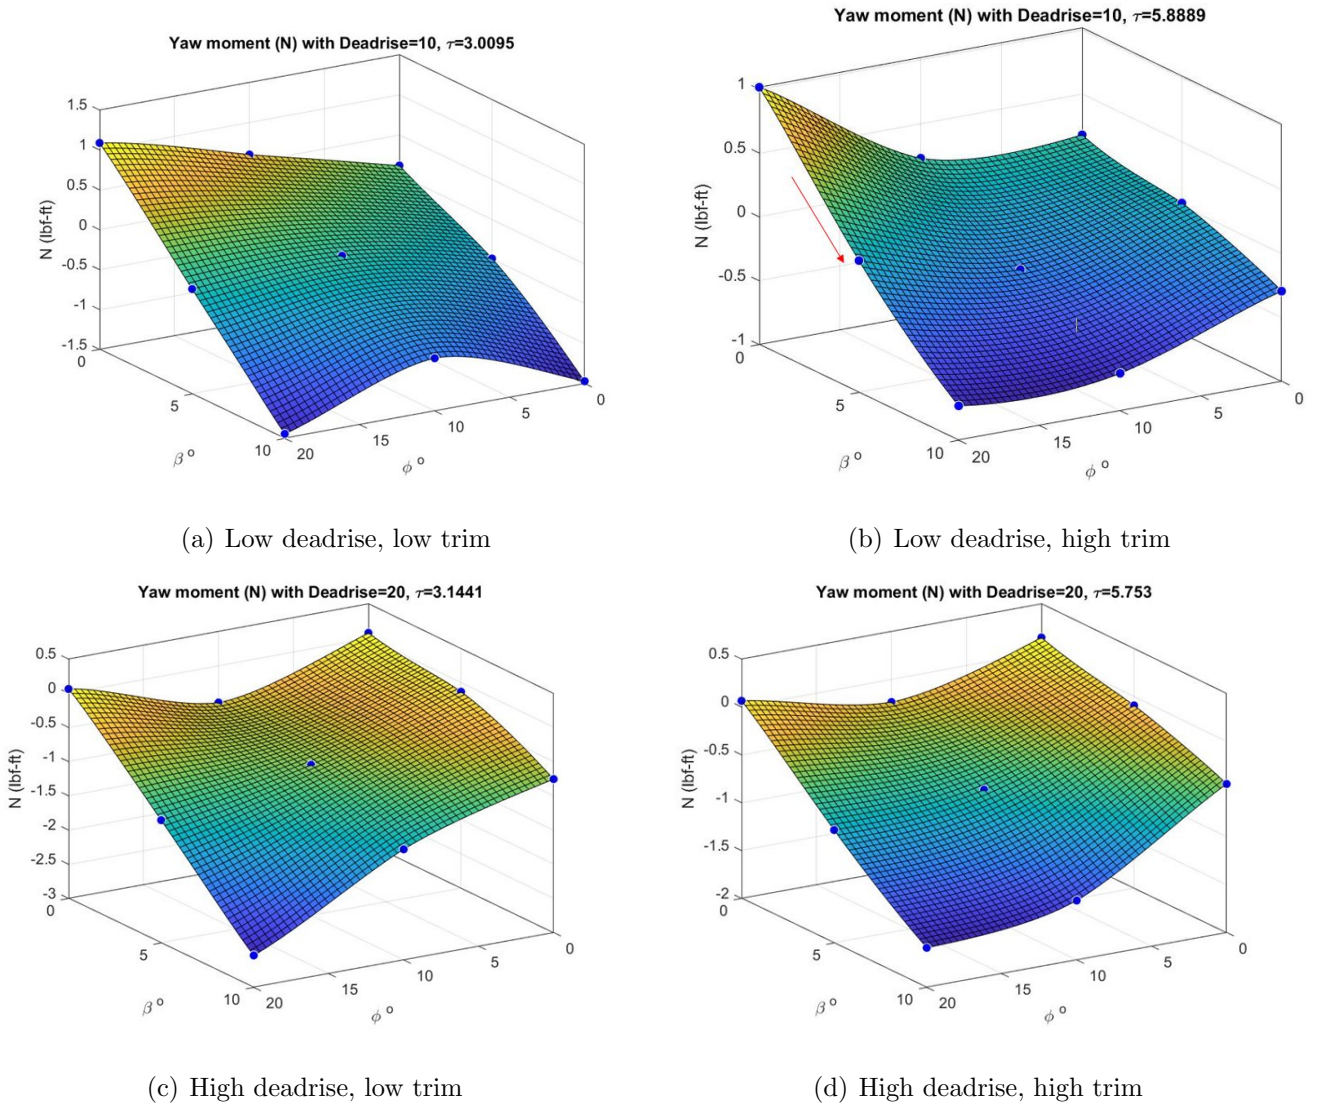 Yaw moment (N) with Deadrise=10, τ=3.0095
1.5
1
0.5
0
-0.5
-1
-1.5
N (lbf-ft)
0
5
10
β °
20
15
10
5
0
ϕ °
(a) Low deadrise, low trim
Yaw moment (N) with Deadrise=10, τ=5.8889
1
0.5
0
-0.5
-1
N (lbf-ft)
0
5
10
β °
20
15
10
5
0
ϕ °
(b) Low deadrise, high trim
Yaw moment (N) with Deadrise=20, τ=3.1441
0.5
0
-0.5
-1
-1.5
-2
-2.5
-3
N (lbf-ft)
0
5
10
β °
20
15
10
5
0
ϕ °
(c) High deadrise, low trim
Yaw moment (N) with Deadrise=20, τ=5.753
0.5
0
-0.5
-1
-1.5
-2
N (lbf-ft)
0
5
10
β °
20
15
10
5
0
ϕ °
(d) High deadrise, high trim